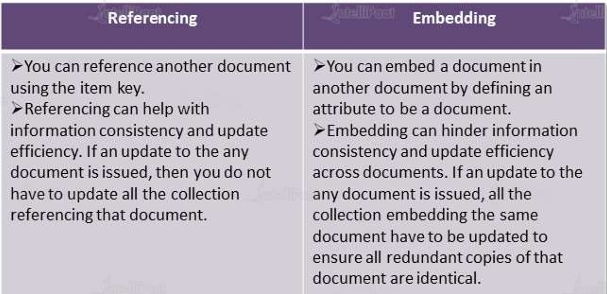 Referencing
Embedding
➢You can reference another document
using the item key.
➢Referencing can help with
information consistency and update
efficiency. If an update to the any
document is issued, then you do not
have to update all the collection
referencing that document.
➢You can embed a document in
another document by defining an
attribute to be a document.
➢Embedding can hinder information
consistency and update efficiency
across documents. If an update to the
any document is issued, all the
collection embedding the same
document have to be updated to
ensure all redundant copies of that
document are identical.